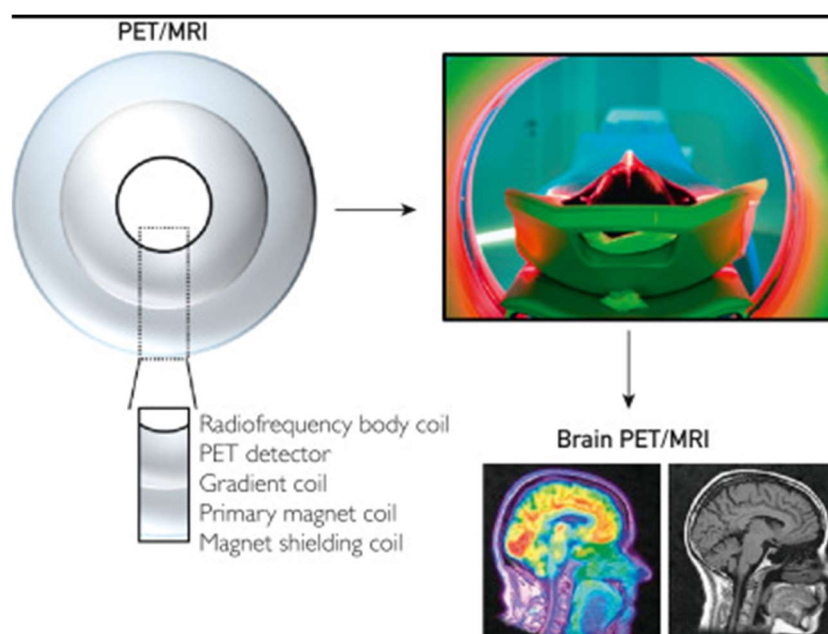 PET/MRI
Radiofrequency body coil
PET detector
Gradient coil
Primary magnet coil
Magnet shielding coil
Brain PET/MRI